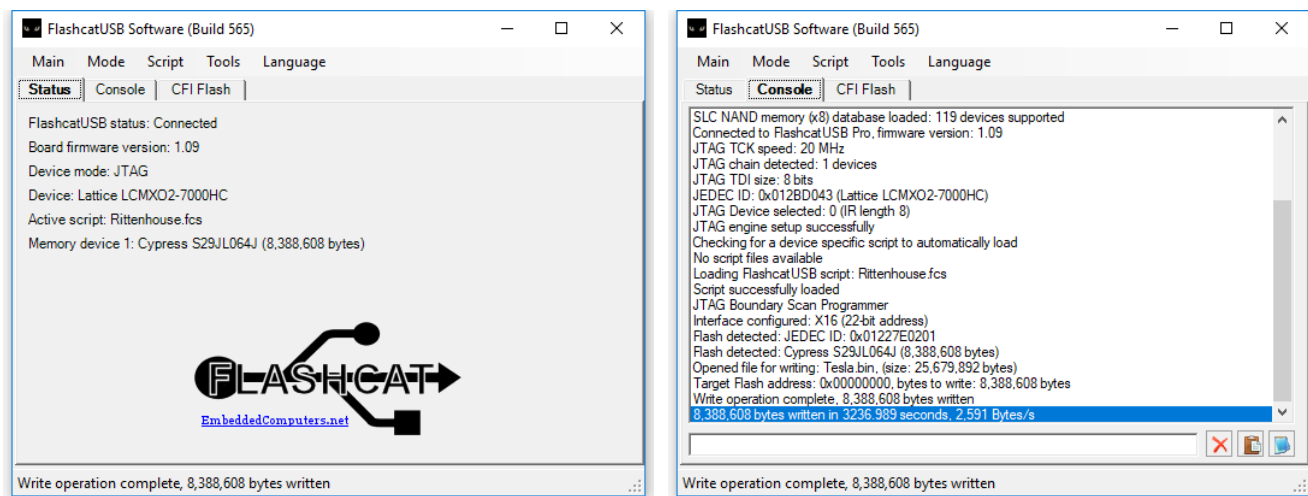 FlashcatUSB Software (Build 565)
Main Mode Script Tools Language
Status Console CFI Flash
FlashcatUSB status: Connected
Board firmware version: 1.09
Device mode: JTAG
Device: Lattice LCMXO2-7000HC
Active script: Rittenhouse.fcs
Memory device 1: Cypress S29JL064J (8,388,608 bytes)
FLASHCAT
EmbeddedComputers.net
Write operation complete, 8,388,608 bytes written
FlashcatUSB Software (Build 565)
Main Mode Script Tools Language
Status Console CFI Flash
SLC NAND memory (x8) database loaded: 119 devices supported
Connected to FlashcatUSB Pro, firmware version: 1.09
JTAG TCK speed: 20 MHz
JTAG chain detected: 1 devices
JTAG TDI size: 8 bits
JEDEC ID: 0x012BD043 (Lattice LCMXO2-7000HC)
JTAG Device selected: 0 (IR length 8)
JTAG engine setup successfully
Checking for a device specific script to automatically load
No script files available
Loading FlashcatUSB script: Rittenhouse.fcs
Script successfully loaded
JTAG Boundary Scan Programmer
Interface configured: X16 (22-bit address)
Flash detected: JEDEC ID: 0x01227E0201
Flash detected: Cypress S29JL064J (8,388,608 bytes)
Opened file for writing: Tesla.bin, (size: 25,679,892 bytes)
Target Flash address: 0x00000000, bytes to write: 8,388,608 bytes
Write operation complete, 8,388,608 bytes written
8,388,608 bytes written in 3236.989 seconds, 2,591 Bytes/s
Write operation complete, 8,388,608 bytes written